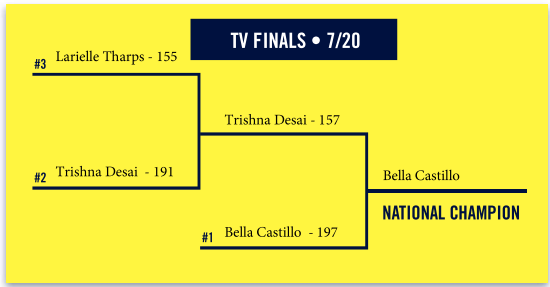 TV FINALS • 7/20
#3 Larielle Tharps - 155
Trishna Desai - 157
#2 Trishna Desai - 191
Bella Castillo
NATIONAL CHAMPION
#1 Bella Castillo - 197